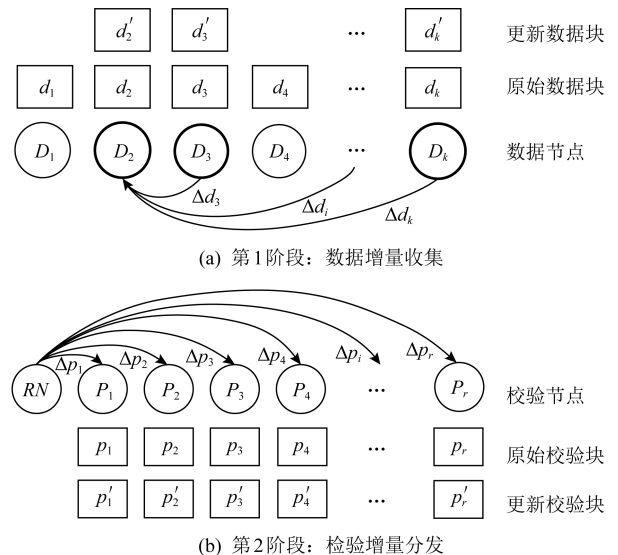 d₂′ d₃′ ··· dₖ′ 更新数据块
d₁ d₂ d₃ d₄ ··· dₖ 原始数据块
D₁ D₂ D₃ D₄ ··· Dₖ 数据节点
Δd₃ Δdᵢ Δdₖ
(a) 第1阶段：数据增量收集
Δp₁ Δp₂ Δp₃ Δp₄ Δpᵢ Δpᵣ
RN P₁ P₂ P₃ P₄ ··· Pᵣ 校验节点
p₁ p₂ p₃ p₄ ··· pᵣ 原始校验块
p₁′ p₂′ p₃′ p₄′ ··· pᵣ′ 更新校验块
(b) 第2阶段：检验增量分发